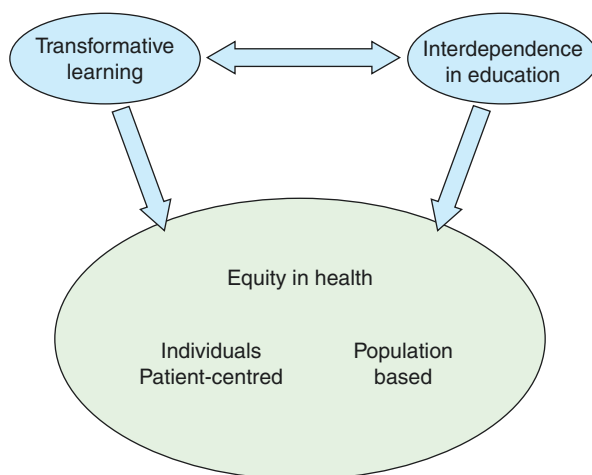 Transformative
learning
Interdependence
in education
Equity in health
Individuals
Patient-centred
Population
based